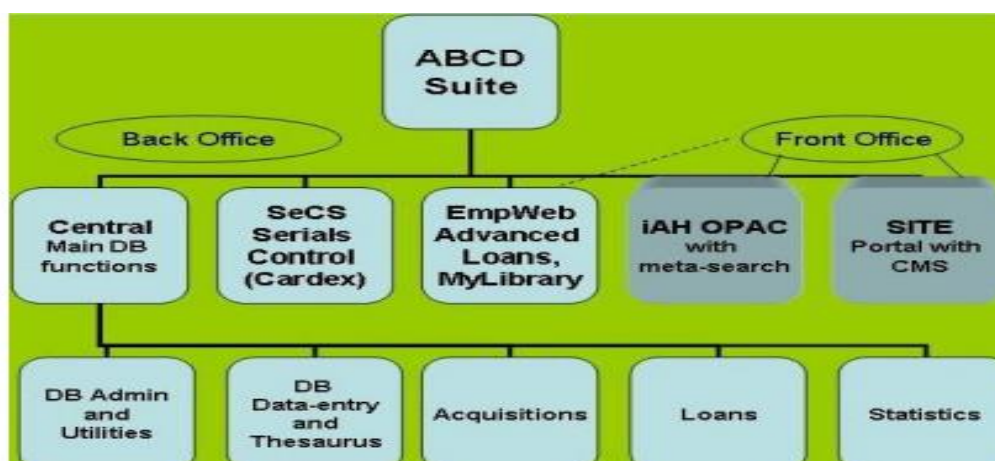 ABCD
Suite
Back Office
Front Office
Central
Main DB
functions
SeCS
Serials
Control
(Cardex)
EmpWeb
Advanced
Loans,
MyLibrary
iAH OPAC
with
meta-search
SITE
Portal with
CMS
DB Admin
and
Utilities
DB
Data-entry
and
Thesaurus
Acquisitions
Loans
Statistics